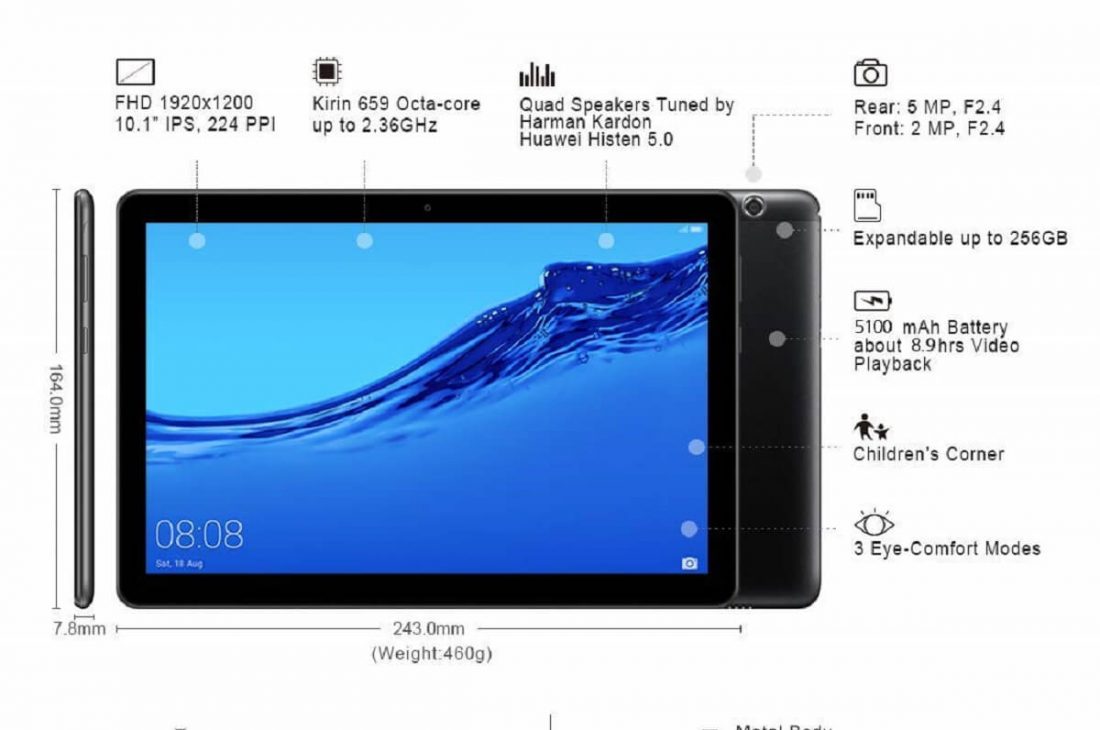 FHD 1920x1200
10.1" IPS, 224 PPI
Kirin 659 Octa-core
up to 2.36GHz
Quad Speakers Tuned by
Harman Kardon
Huawei Histen 5.0
Rear: 5 MP, F2.4
Front: 2 MP, F2.4
Expandable up to 256GB
5100 mAh Battery
about 8.9hrs Video
Playback
Children's Corner
3 Eye-Comfort Modes
164.0mm
08:08
Sat, 18 Aug
7.8mm
243.0mm
(Weight:460g)
Metal Body